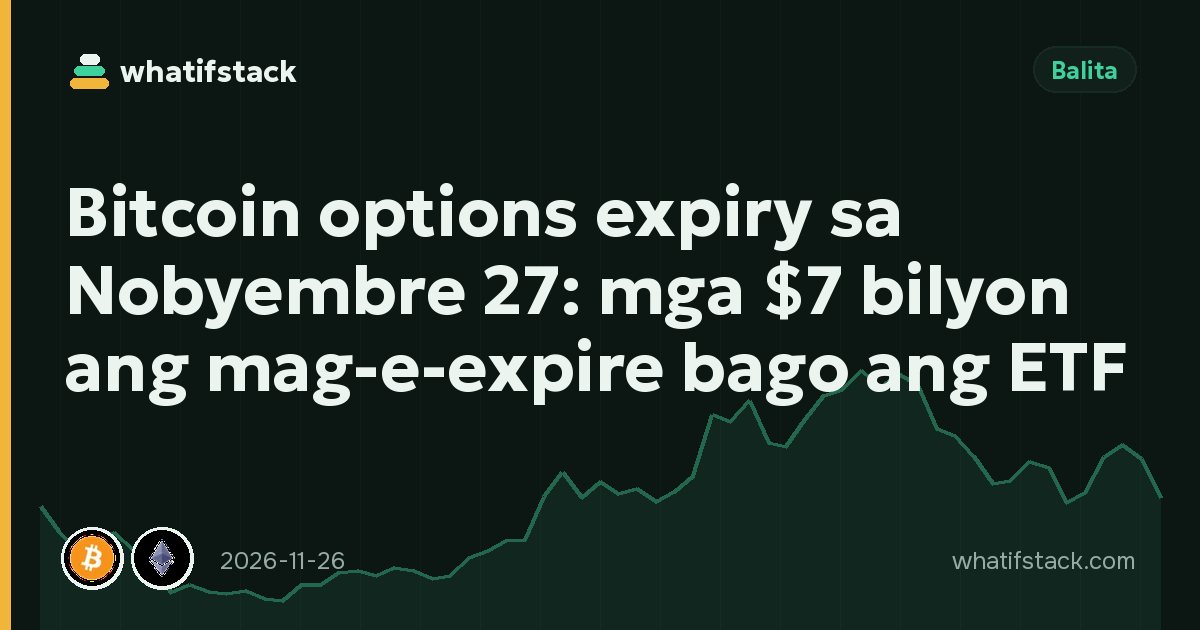 whatifstack
Balita
Bitcoin options expiry sa
Nobyembre 27: mga $7 bilyon
ang mag-e-expire bago ang ETF
2026-11-26
whatifstack.com